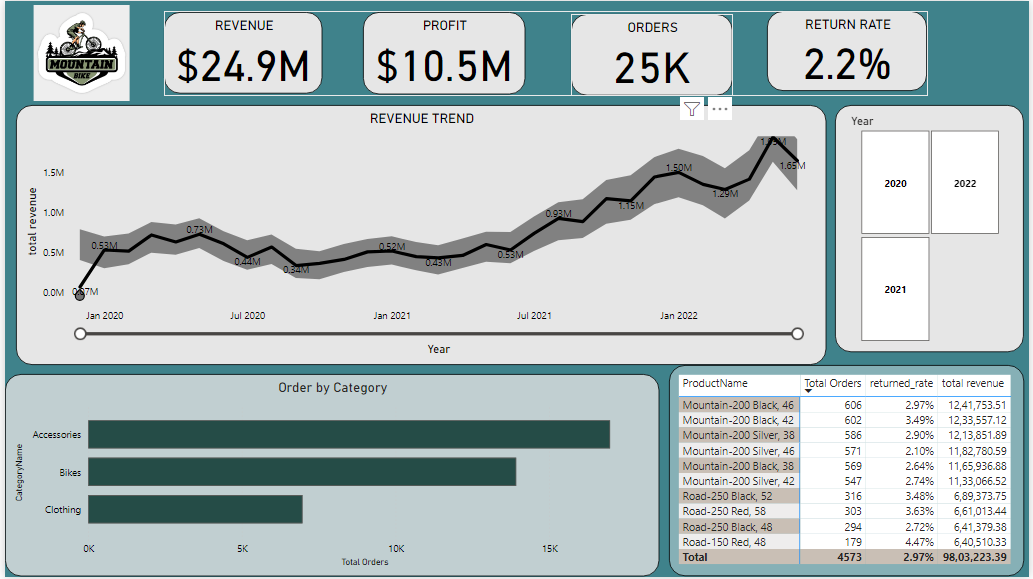 MOUNTAIN
BIKE
REVENUE
$24.9M
PROFIT
$10.5M
ORDERS
25K
RETURN RATE
2.2%
REVENUE TREND
total revenue
1.5M
1.0M
0.5M
0.0M
0.07M
0.53M
0.73M
0.44M
0.34M
0.52M
0.43M
0.53M
0.93M
1.15M
1.50M
1.29M
1.65M
Jan 2020
Jul 2020
Jan 2021
Jul 2021
Jan 2022
Year
Year
2020
2022
2021
Order by Category
CategoryName
Accessories
Bikes
Clothing
0K
5K
10K
15K
Total Orders
ProductName Total Orders returned_rate total revenue
Mountain-200 Black, 46 606 2.97% 12,41,753.51
Mountain-200 Black, 42 602 3.49% 12,33,557.12
Mountain-200 Silver, 38 586 2.90% 12,13,851.89
Mountain-200 Silver, 46 571 2.10% 11,82,780.59
Mountain-200 Black, 38 569 2.64% 11,65,936.88
Mountain-200 Silver, 42 547 2.74% 11,33,066.52
Road-250 Black, 52 316 3.48% 6,89,373.75
Road-250 Red, 58 303 3.63% 6,61,013.44
Road-250 Black, 48 294 2.72% 6,41,379.38
Road-150 Red, 48 179 4.47% 6,40,510.33
Total 4573 2.97% 98,03,223.39